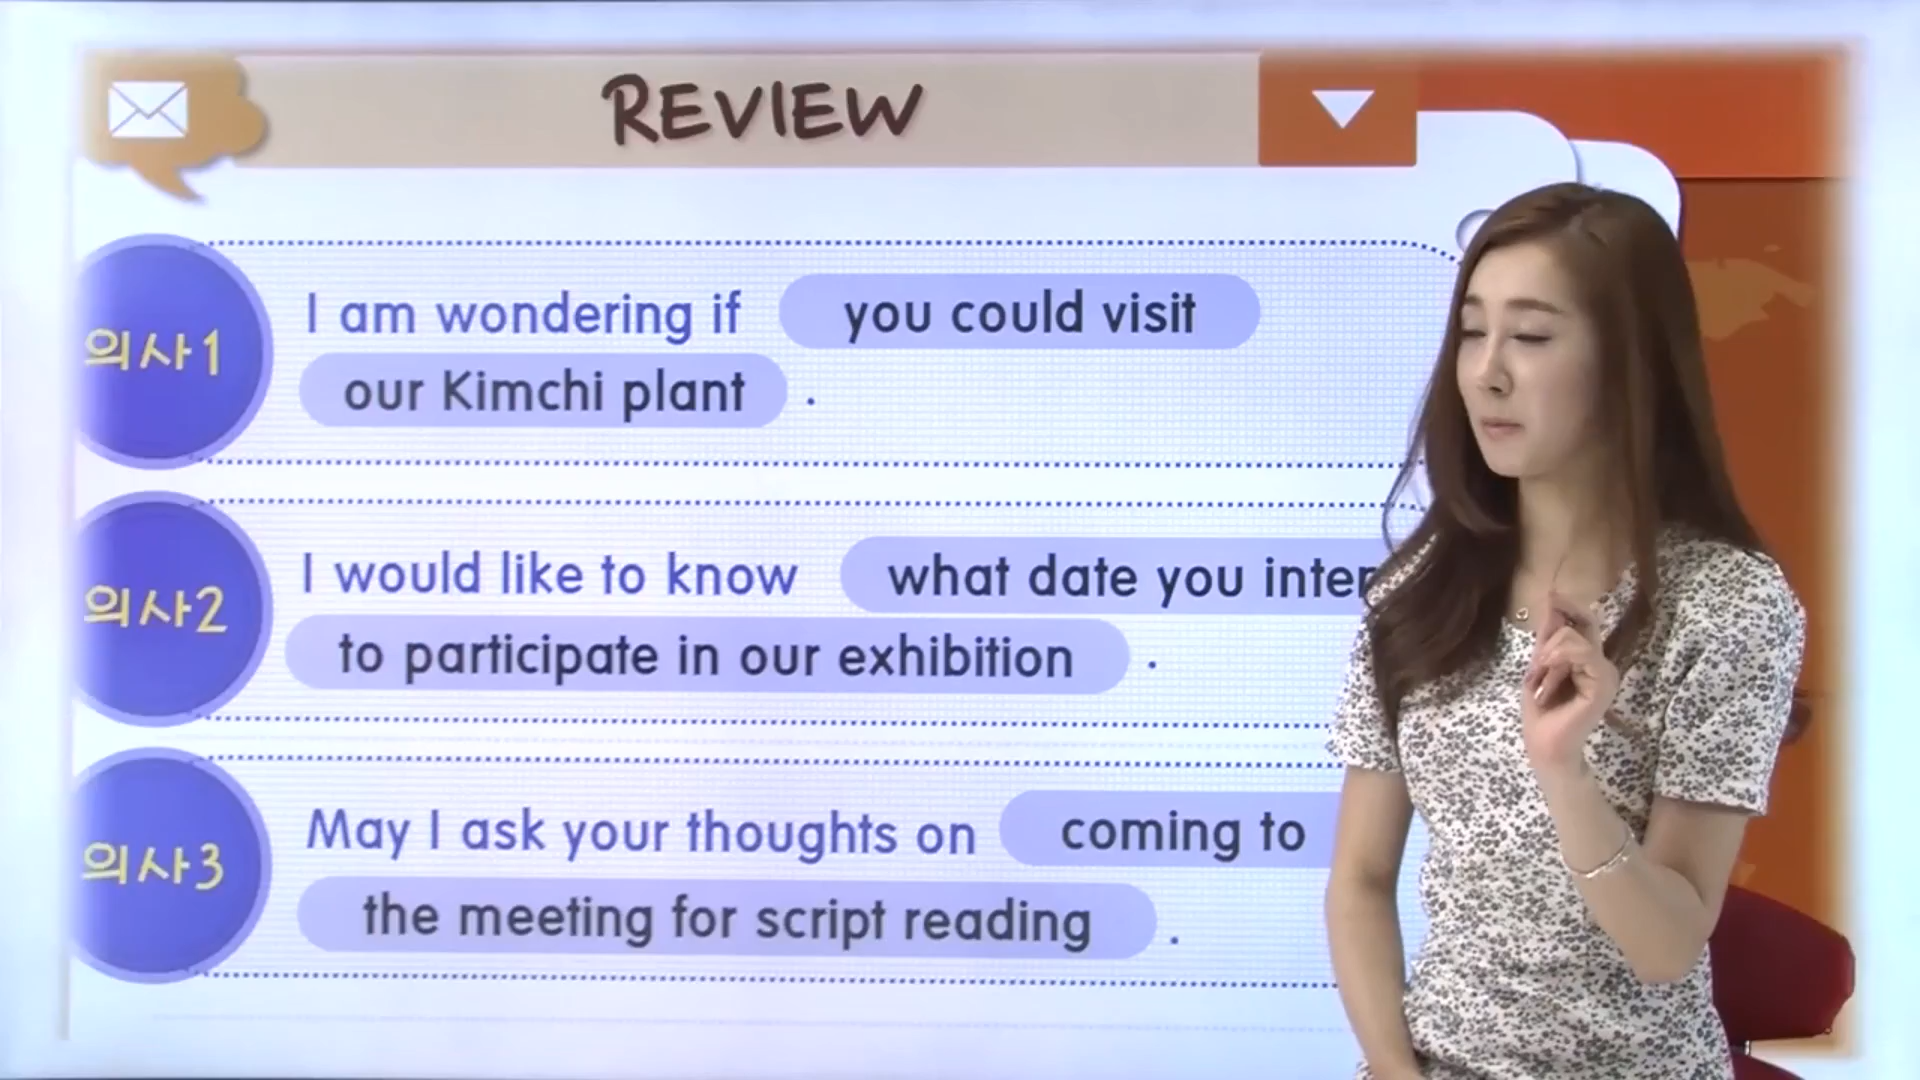 REVIEW
의사1
I am wondering if you could visit
our Kimchi plant .
의사2
I would like to know what date you
to participate in our exhibition .
의사3
May I ask your thoughts on coming to
the meeting for script reading .